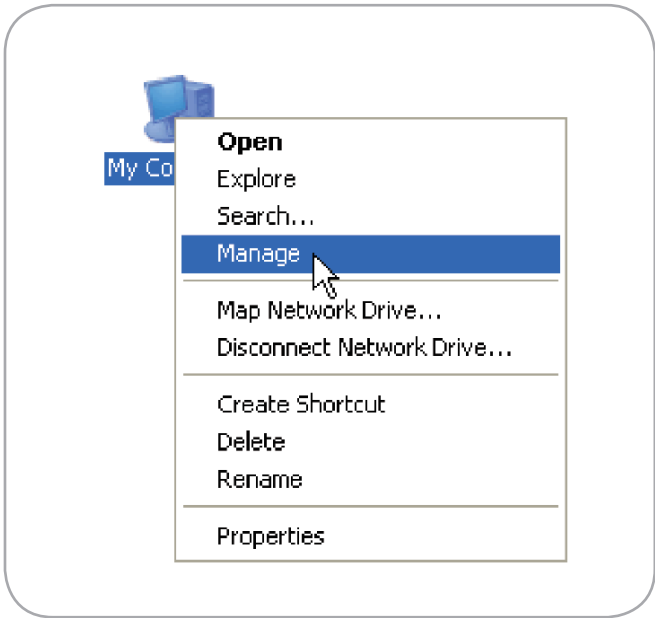 My Co
Open
Explore
Search...
Manage
Map Network Drive...
Disconnect Network Drive...
Create Shortcut
Delete
Rename
Properties